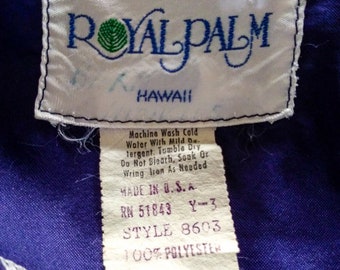 ROYAL PALM
HAWAII
Machine Wash Cold
Water With Mild De-
tergent. Tumble Dry
Do Not Bleach, Soak Or
Wring Iron As Needed
MADE IN U.S.A.
RN 51843 Y-3
STYLE 8603
100% POLYESTER